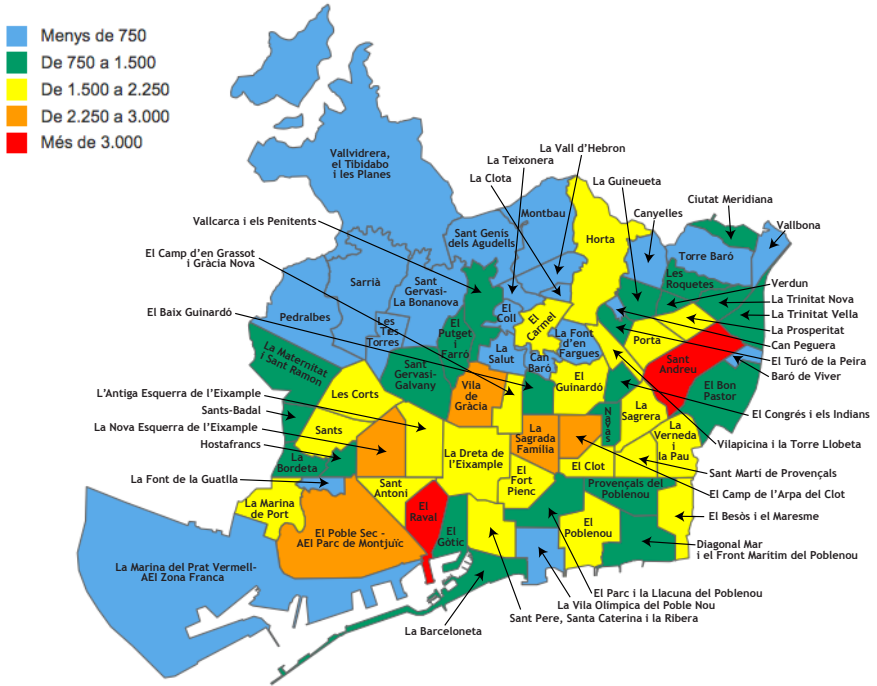 Menys de 750
De 750 a 1.500
De 1.500 a 2.250
De 2.250 a 3.000
Més de 3.000
Vallvidrera,
el Tibidabo
i les Planes
La Vall d'Hebron
La Teixonera
La Clota
La Guineueta
Ciutat Meridiana
Canyelles
Vallbona
Vallcarca i els Penitents
Montbau
Sant Genís
dels Agudells
Horta
Torre Baró
El Camp d'en Grassot
i Gràcia Nova
Sarrià
Sant
Gervasi-
La Bonanova
Les
Roquetes
Verdun
La Trinitat Nova
La Trinitat Vella
El Baix Guinardó
Pedralbes
Les Tres
Torres
El
Coll
El
Carmel
El
Putget
i
Farró
La
Salut
Can
Baró
La Font
d'en
Fargues
Porta
La Prosperitat
Can Peguera
El Turó de la Peira
Baró de Viver
La Maternitat
i Sant Ramon
Sant
Gervasi-
Galvany
Vila
de
Gràcia
El
Guinardó
Sant
Andreu
El Bon
Pastor
L'Antiga Esquerra de l'Eixample
Les Corts
Sants-Badal
La Nova Esquerra de l'Eixample
Hostafrancs
Sants
La
Bordeta
La Dreta de
l'Eixample
La
Sagrada
Família
Navas
La
Sagrera
La
Verneda
i la Pau
El Congrés i els Indians
Vilapicina i la Torre Llobeta
La Font de la Guatlla
Sant
Antoni
El
Fort
Pienc
El Clot
Sant Martí de Provençals
Provençals del
Poblenou
El Camp de l'Arpa del Clot
La Marina
de Port
El Poble Sec -
AEI Parc de Montjuïc
El
Raval
El
Gòtic
El
Poblenou
El Besòs i el Maresme
Diagonal Mar
i el Front Marítim del Poblenou
La Marina del Prat Vermell-
AEI Zona Franca
El Parc i la Llacuna del Poblenou
La Vila Olímpica del Poble Nou
Sant Pere, Santa Caterina i la Ribera
La Barceloneta